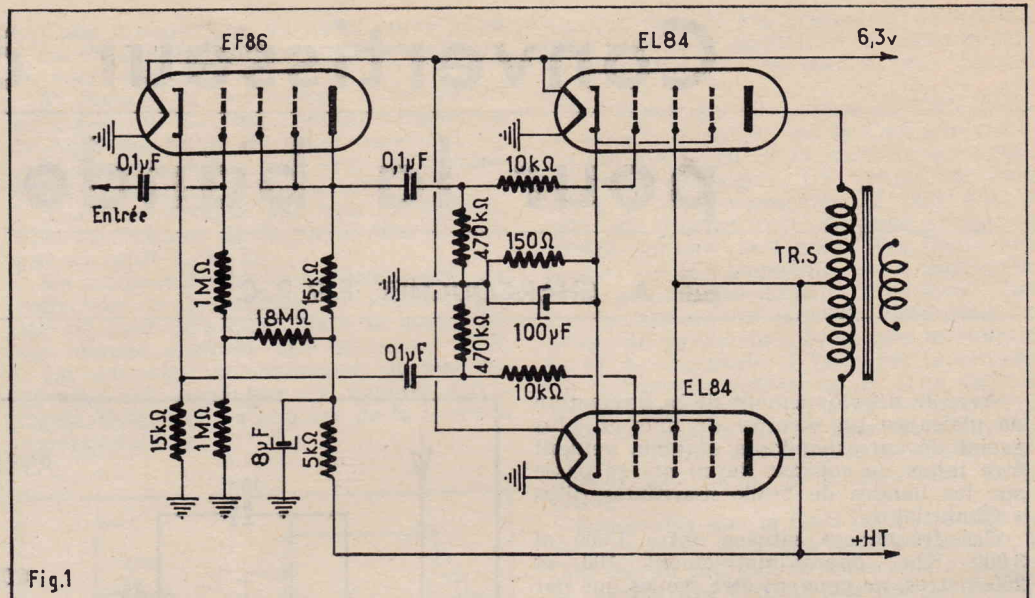 EF86
EL84
6,3v
0,1µF
Entrée
0,1µF
10kΩ
470kΩ
150Ω
TR.S
1MΩ
15kΩ
18MΩ
100µF
470kΩ
01µF
10kΩ
EL84
15kΩ
1MΩ
8µF
5kΩ
+HT
Fig.1